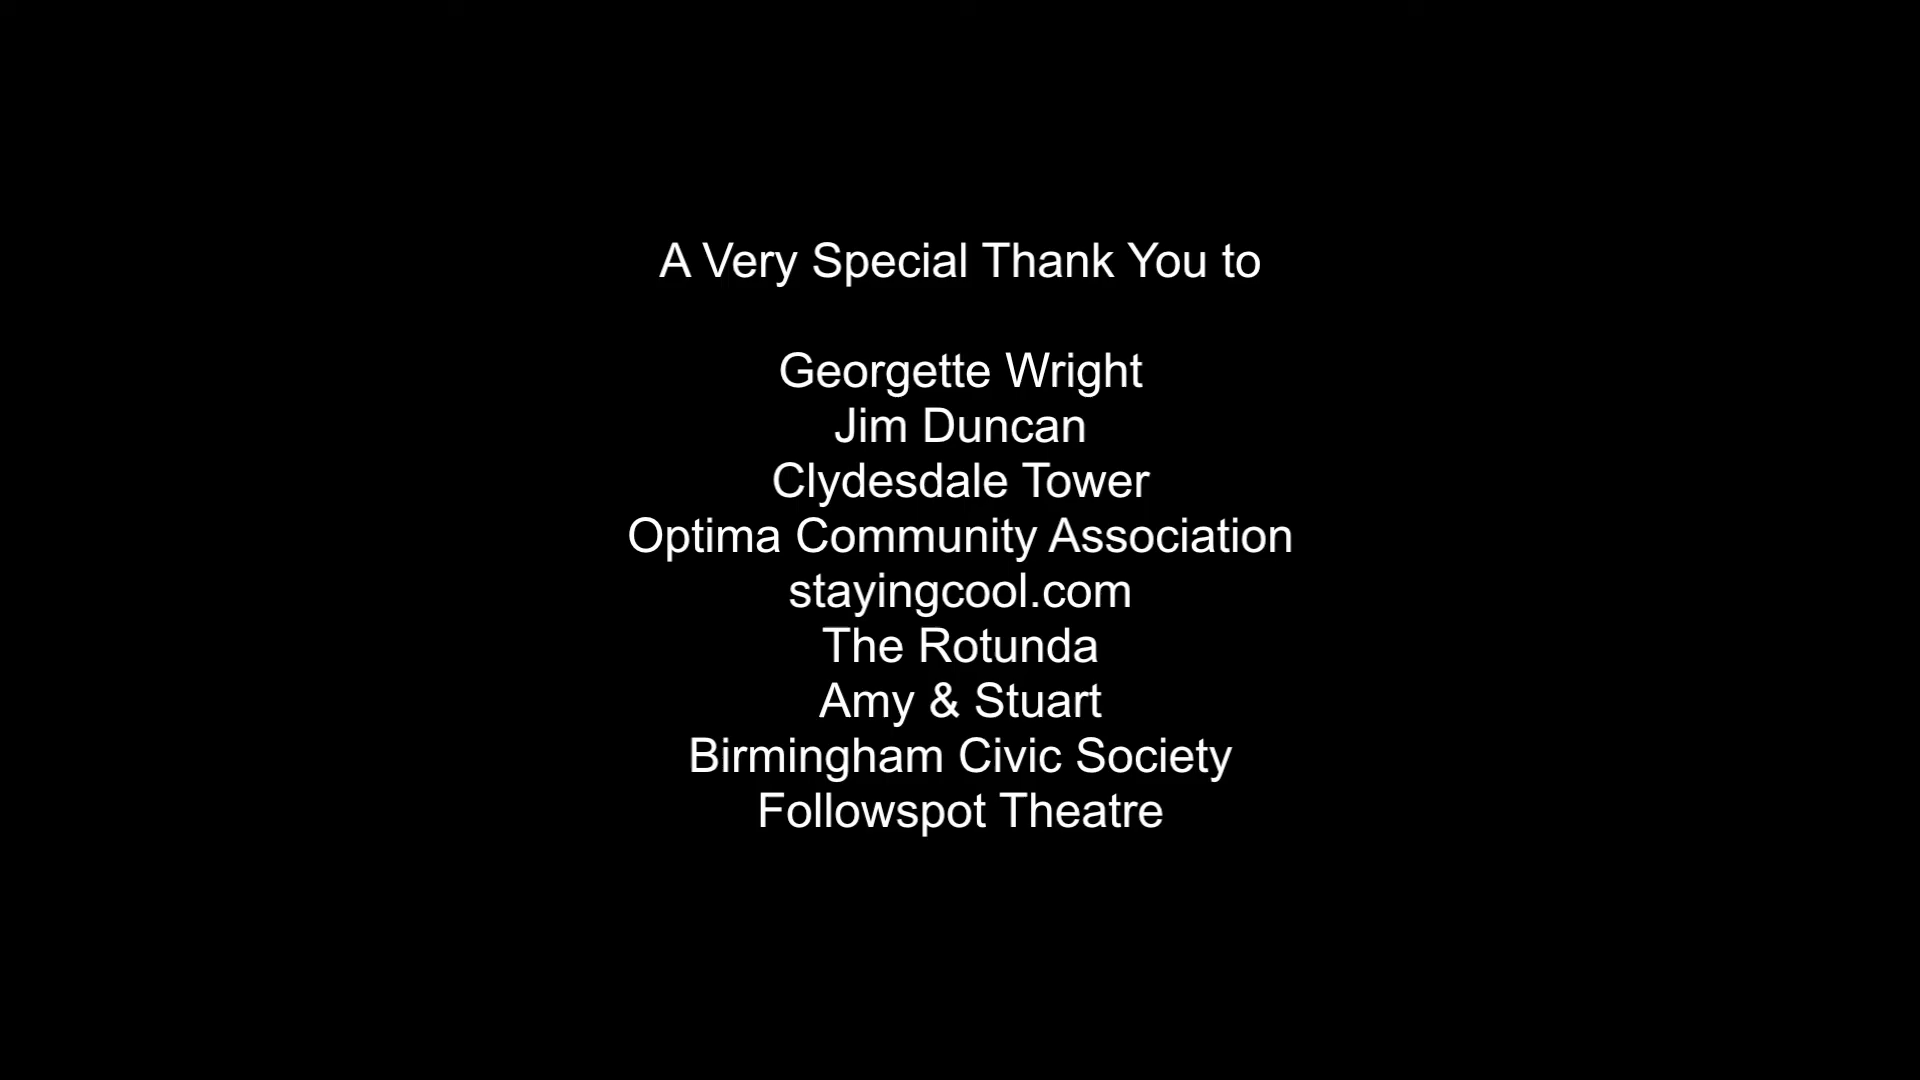 A Very Special Thank You to
Georgette Wright
Jim Duncan
Clydesdale Tower
Optima Community Association
stayingcool.com
The Rotunda
Amy & Stuart
Birmingham Civic Society
Followspot Theatre